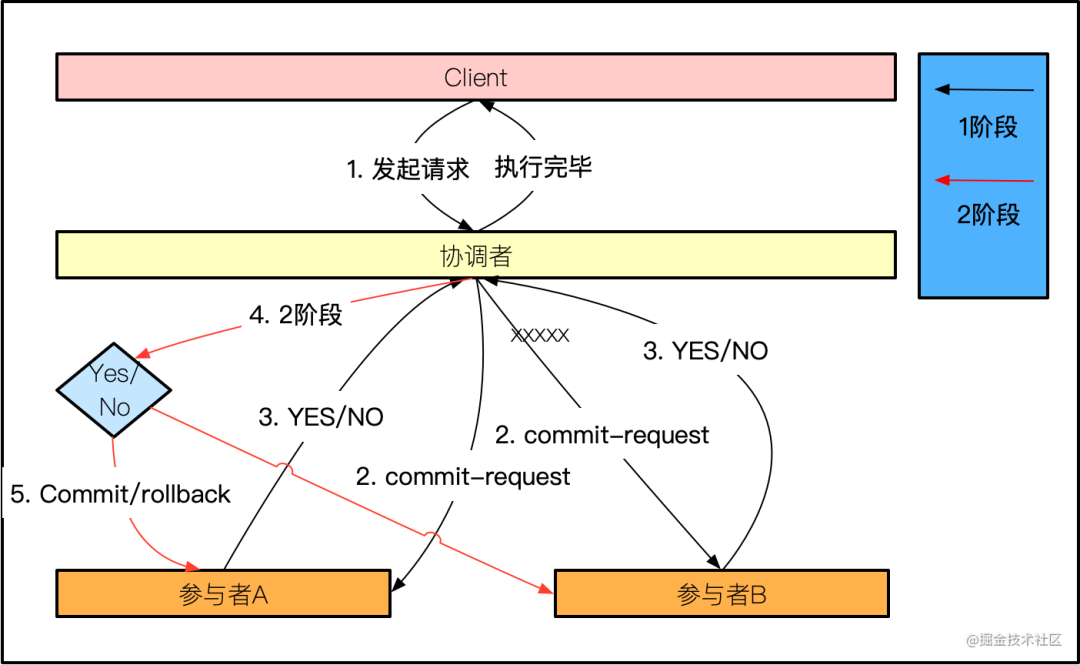 Client
1阶段
2阶段
1. 发起请求
执行完毕
协调者
4. 2阶段
XXXXX
3. YES/NO
Yes/
No
3. YES/NO
2. commit-request
2. commit-request
5. Commit/rollback
参与者A
参与者B
@掘金技术社区